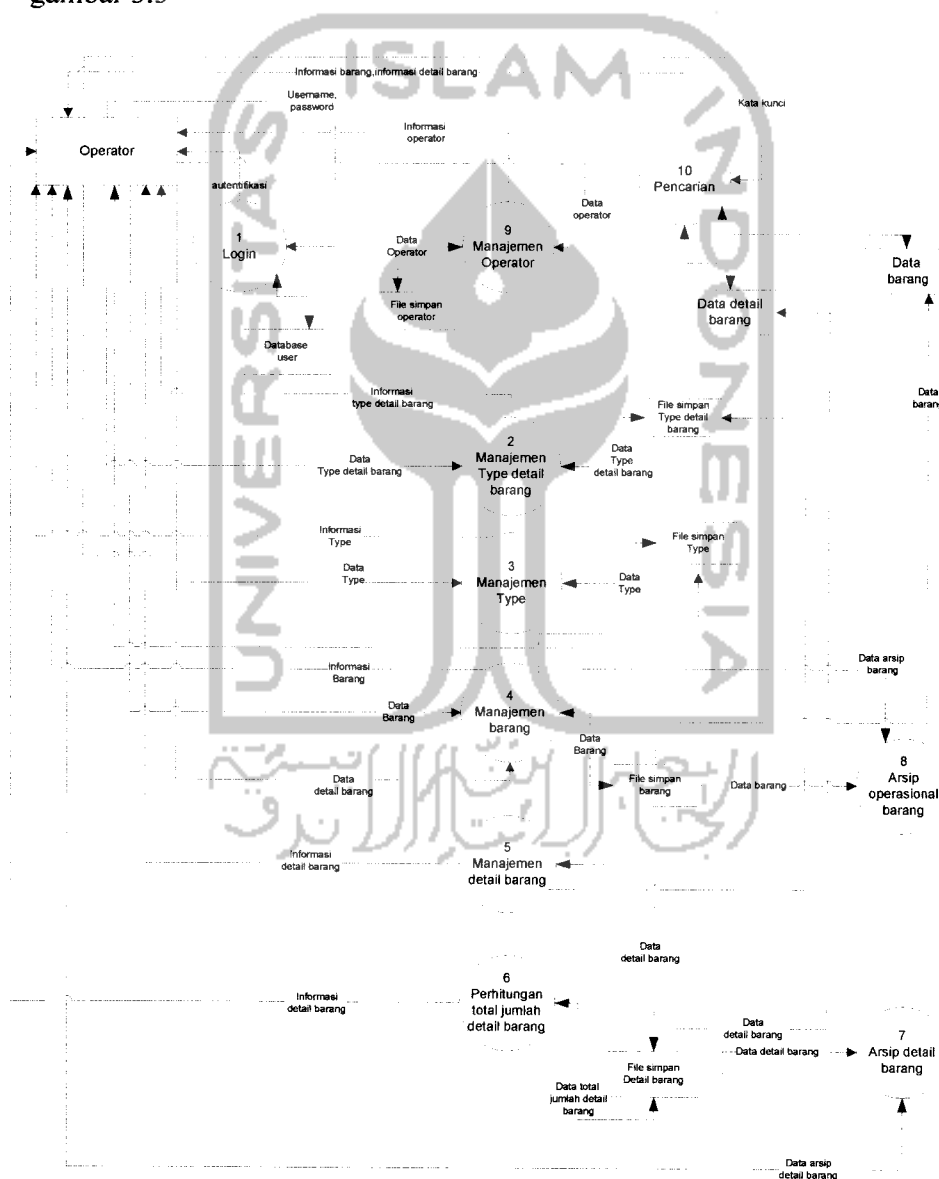 gambar 3.3
ISLAM
UNIVERSITAS
INDONESIA
Informasi barang,informasi detail barang
Username,
password
Kata kunci
Informasi
operator
Operator
autentifikasi
10
Pencarian
Data
operator
1
Login
Data
Operator
9
Manajemen
Operator
Data
barang
File simpan
operator
Data detail
barang
Database
user
Informasi
type detail barang
Data
barang
File simpan
Type detail
barang
2
Manajemen
Type detail
barang
Data
Type detail barang
Data
Type
detail barang
Informasi
Type
File simpan
Type
Data
Type
3
Manajemen
Type
Data
Type
Informasi
Barang
Data arsip
barang
Data
Barang
4
Manajemen
barang
Data
Barang
8
Arsip
operasional
barang
Data
detail barang
File simpan
barang
Data barang
Informasi
detail barang
5
Manajemen
detail barang
Data
detail barang
Informasi
detail barang
6
Perhitungan
total jumlah
detail barang
Data
detail barang
Data detail barang
7
Arsip detail
barang
File simpan
Detail barang
Data total
jumlah detail
barang
Data arsip
detail barang